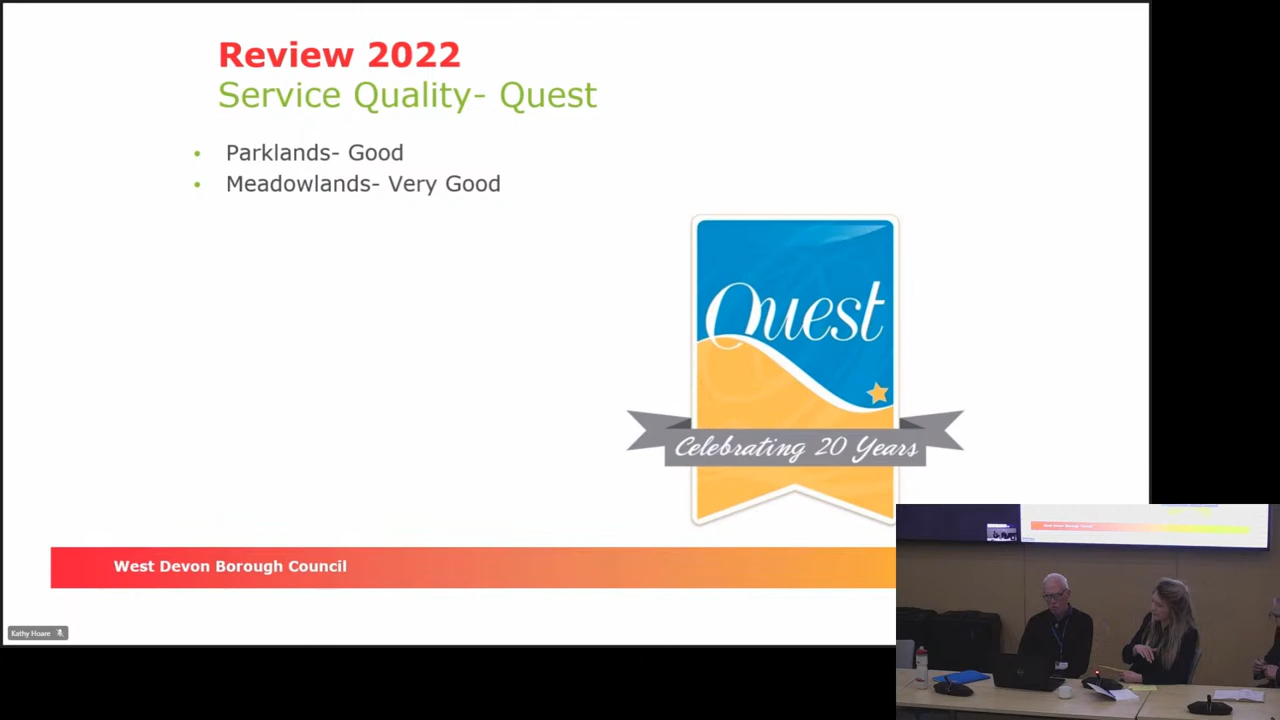 Review 2022
Service Quality- Quest
• Parklands- Good
• Meadowlands- Very Good
Quest
Celebrating 20 Years
West Devon Borough Council
Kathy Hoare